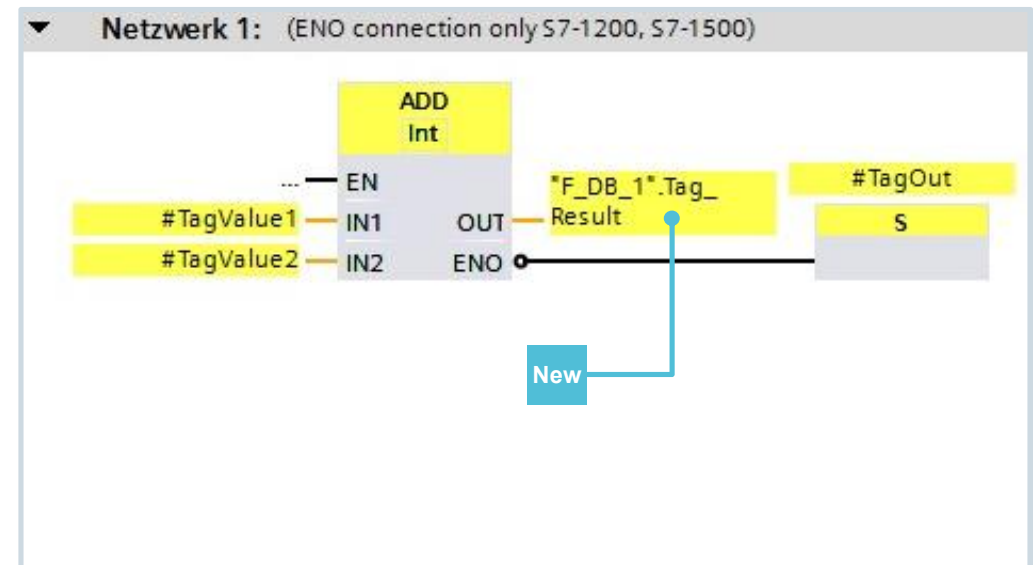 Netzwerk 1: (ENO connection only S7-1200, S7-1500)
ADD
Int
... EN
#TagValue1 IN1 OUT "F_DB_1".Tag_
Result
#TagValue2 IN2 ENO
#TagOut
S
New